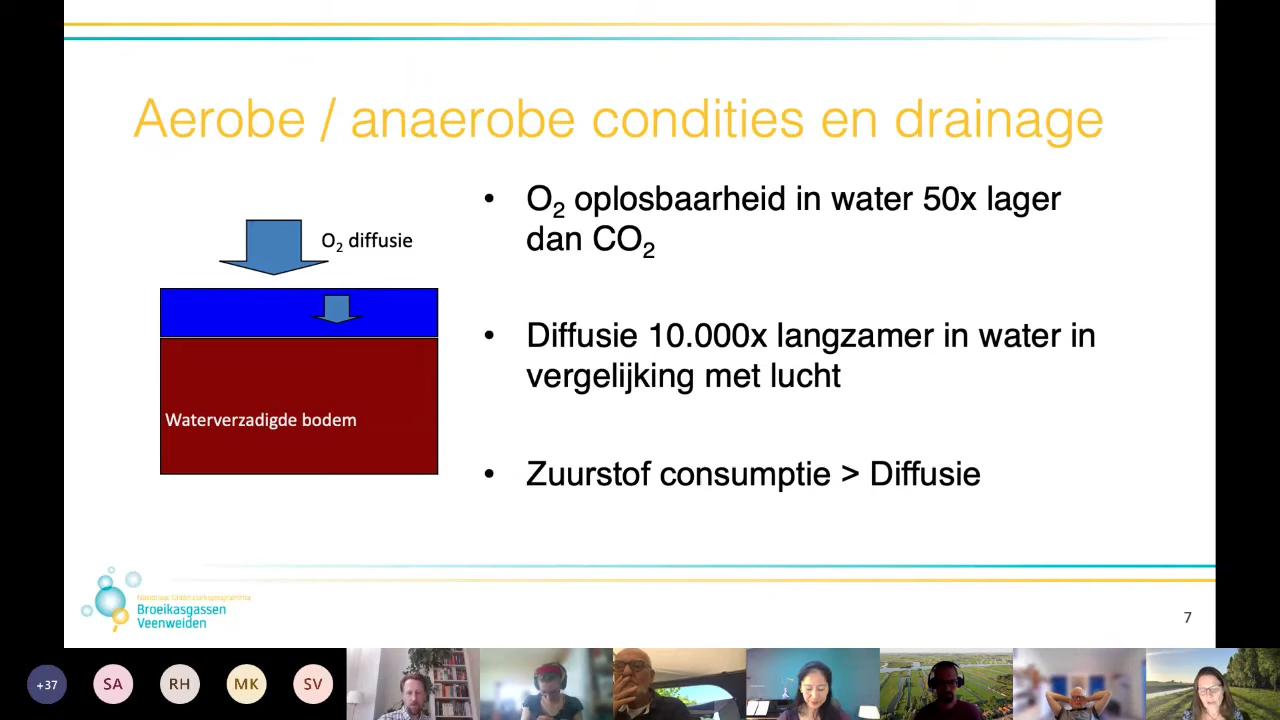 Aerobe / anaerobe condities en drainage
O₂ diffusie
Waterverzadigde bodem
• O₂ oplosbaarheid in water 50x lager
dan CO₂
• Diffusie 10.000x langzamer in water in
vergelijking met lucht
• Zuurstof consumptie > Diffusie
Nationaal Onderzoeksprogramma
Broeikasgassen
Veenweiden
7
+37
SA
RH
MK
SV